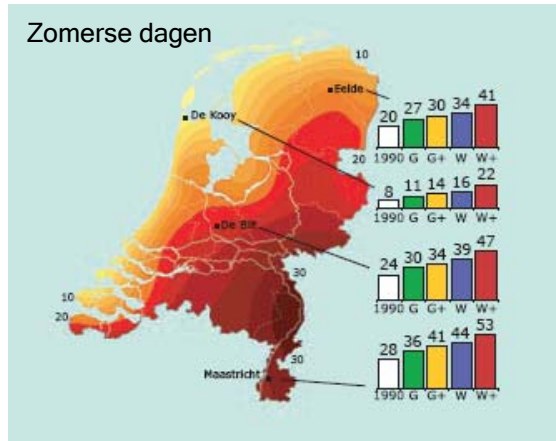 Zomerse dagen
10
Eelde
De Kooy
20
De Bilt
30
10
20
30
Maastricht
20 27 30 34 41
1990 G G+ W W+
8 11 14 16 22
1990 G G+ W W+
24 30 34 39 47
1990 G G+ W W+
28 36 41 44 53
1990 G G+ W W+